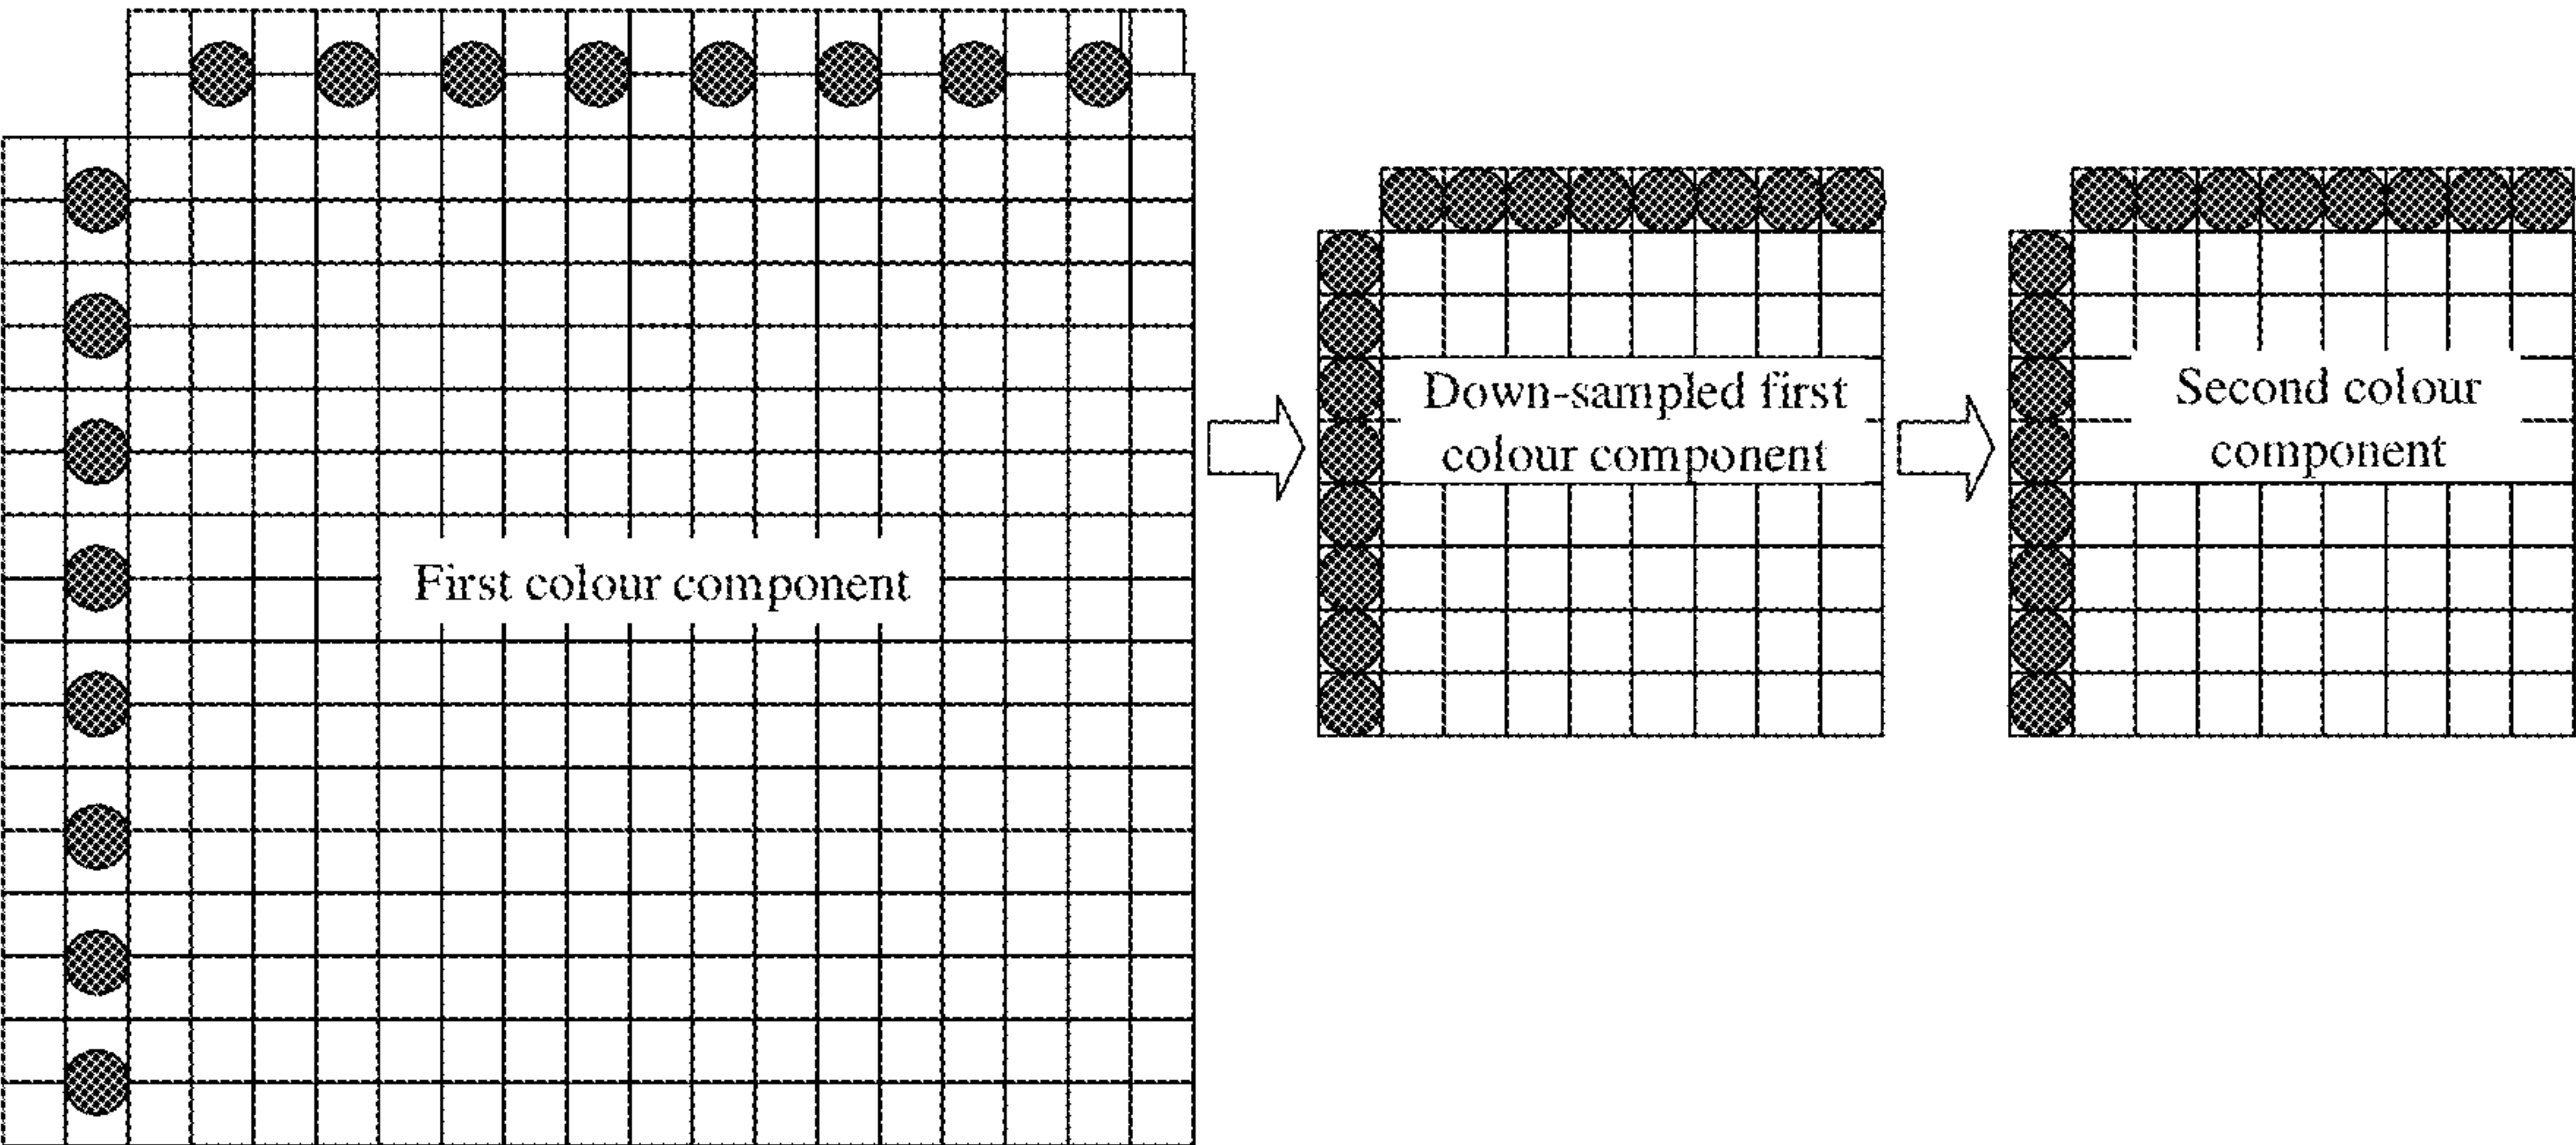 First colour component
Down-sampled first
colour component
Second colour
component